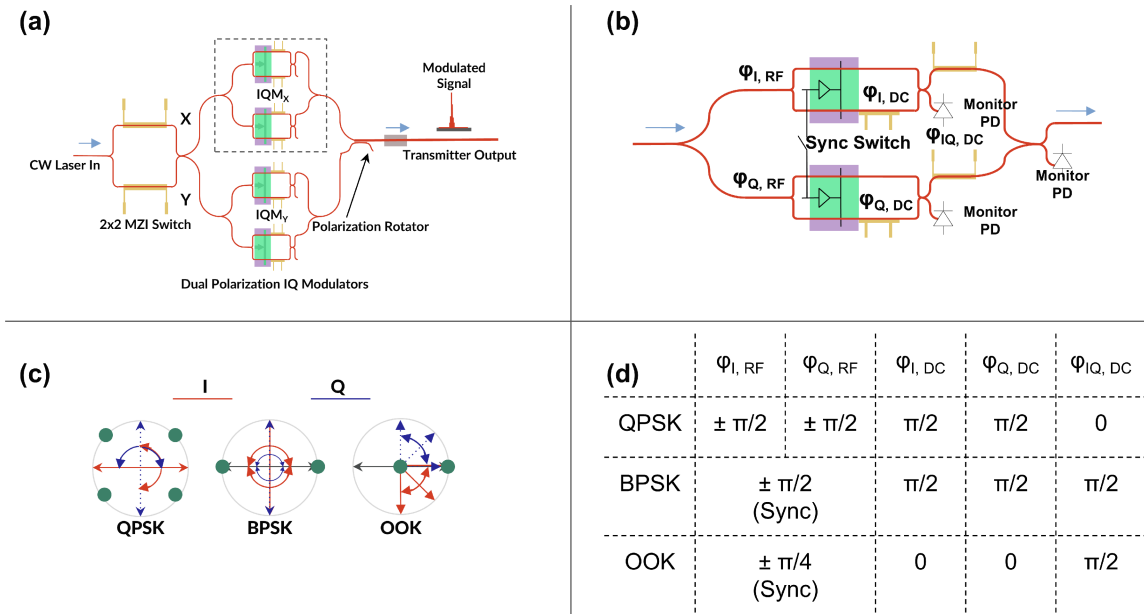 (a)
Modulated
Signal
IQM_X
X
CW Laser In
Transmitter Output
Y
IQM_Y
2x2 MZI Switch
Polarization Rotator
Dual Polarization IQ Modulators
(b)
φ_I, RF
φ_I, DC
Monitor
PD
Sync Switch
φ_IQ, DC
φ_Q, RF
φ_Q, DC
Monitor
PD
Monitor
PD
(c)
I Q
QPSK BPSK OOK
(d)
φ_I, RF φ_Q, RF φ_I, DC φ_Q, DC φ_IQ, DC
QPSK ± π/2 ± π/2 π/2 π/2 0
BPSK ± π/2 π/2 π/2 π/2
(Sync)
OOK ± π/4 0 0 π/2
(Sync)